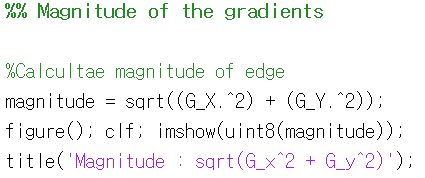 %% Magnitude of the gradients
%Calcultae magnitude of edge
magnitude = sqrt((G_X.^2) + (G_Y.^2));
figure(); clf; imshow(uint8(magnitude));
title('Magnitude : sqrt(G_x^2 + G_y^2)');